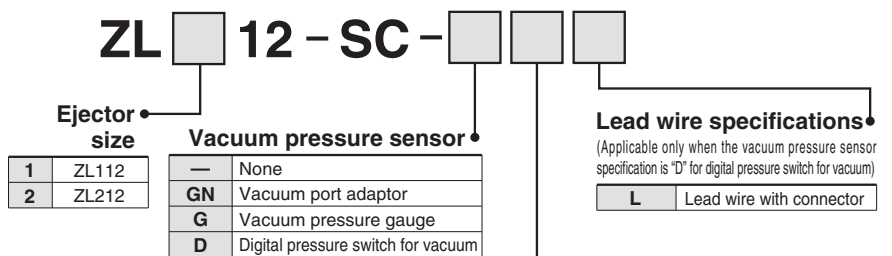 ZL 12 – SC –
Ejector size
1 ZL112
2 ZL212
Vacuum pressure sensor
— None
GN Vacuum port adaptor
G Vacuum pressure gauge
D Digital pressure switch for vacuum
Lead wire specifications
(Applicable only when the vacuum pressure sensor
specification is “D” for digital pressure switch for vacuum)
L Lead wire with connector